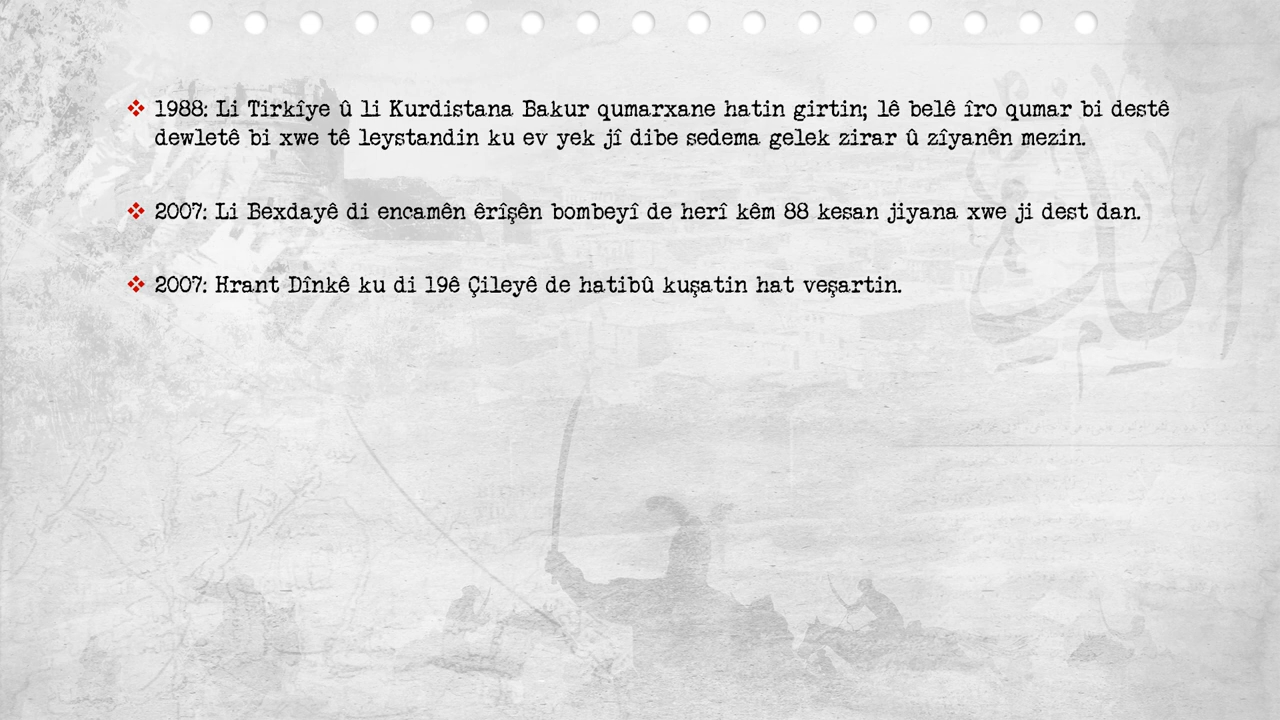 ❖ 1988: Li Tirkîye û li Kurdistana Bakur qumarxane hatin girtin; lê belê îro qumar bi destê
dewletê bi xwe tê leystandin ku ev yek jî dibe sedema gelek zirar û zîyanên mezin.
❖ 2007: Li Bexdayê di encamên êrîşên bombeyî de herî kêm 88 kesan jiyana xwe ji dest dan.
❖ 2007: Hrant Dînkê ku di 19ê Çileyê de hatibû kuşatin hat veşartin.